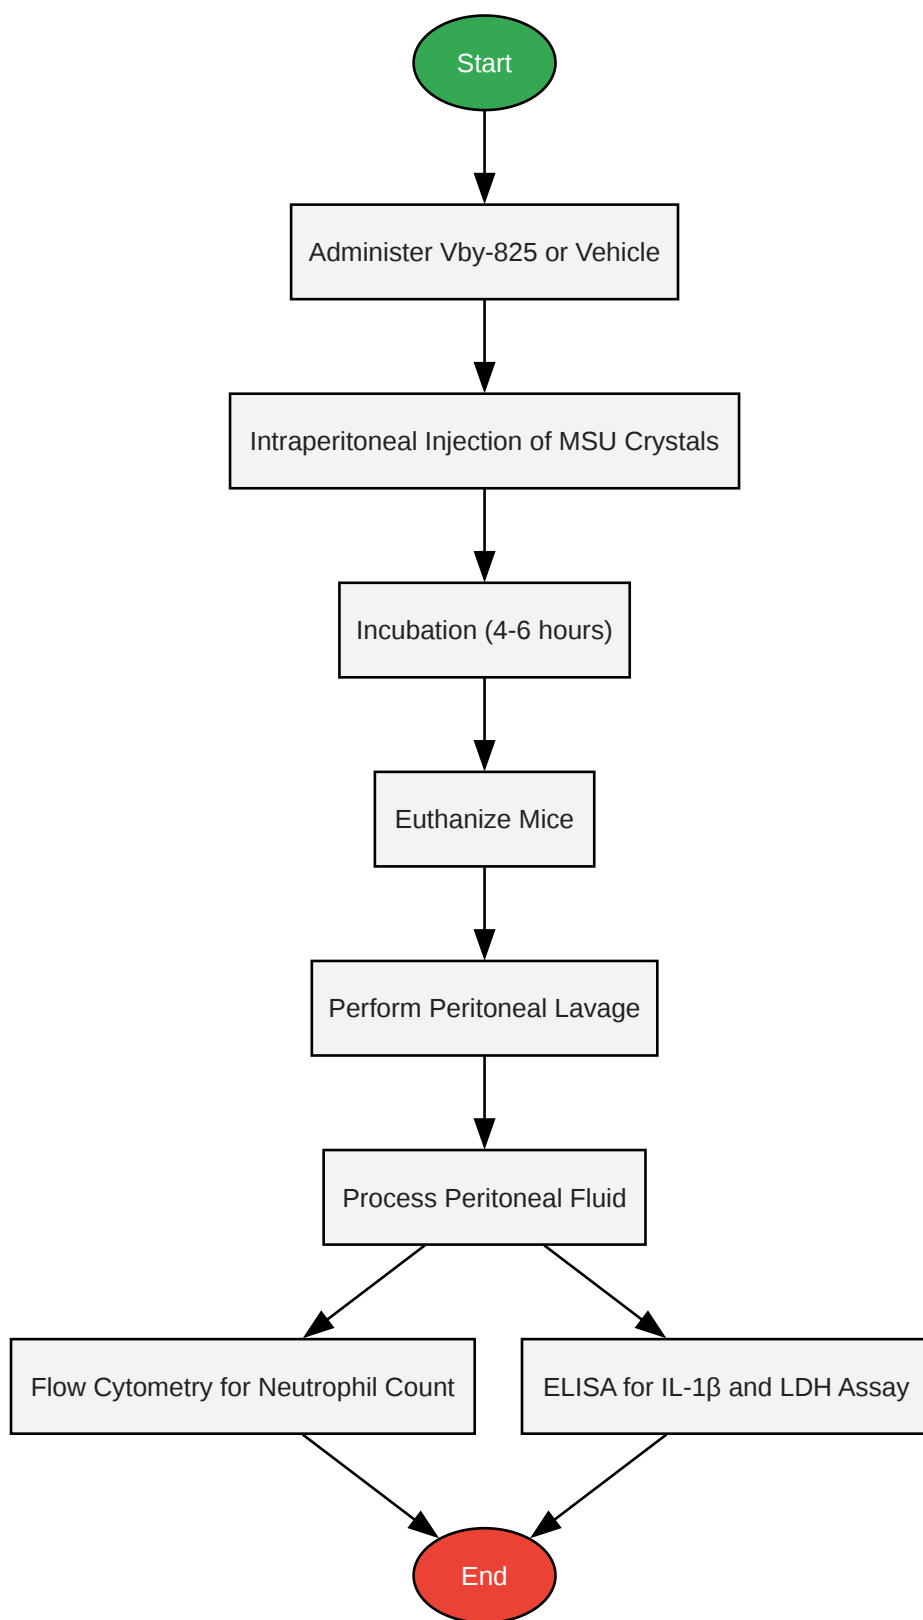 Start
Administer Vby-825 or Vehicle
Intraperitoneal Injection of MSU Crystals
Incubation (4-6 hours)
Euthanize Mice
Perform Peritoneal Lavage
Process Peritoneal Fluid
Flow Cytometry for Neutrophil Count
ELISA for IL-1β and LDH Assay
End